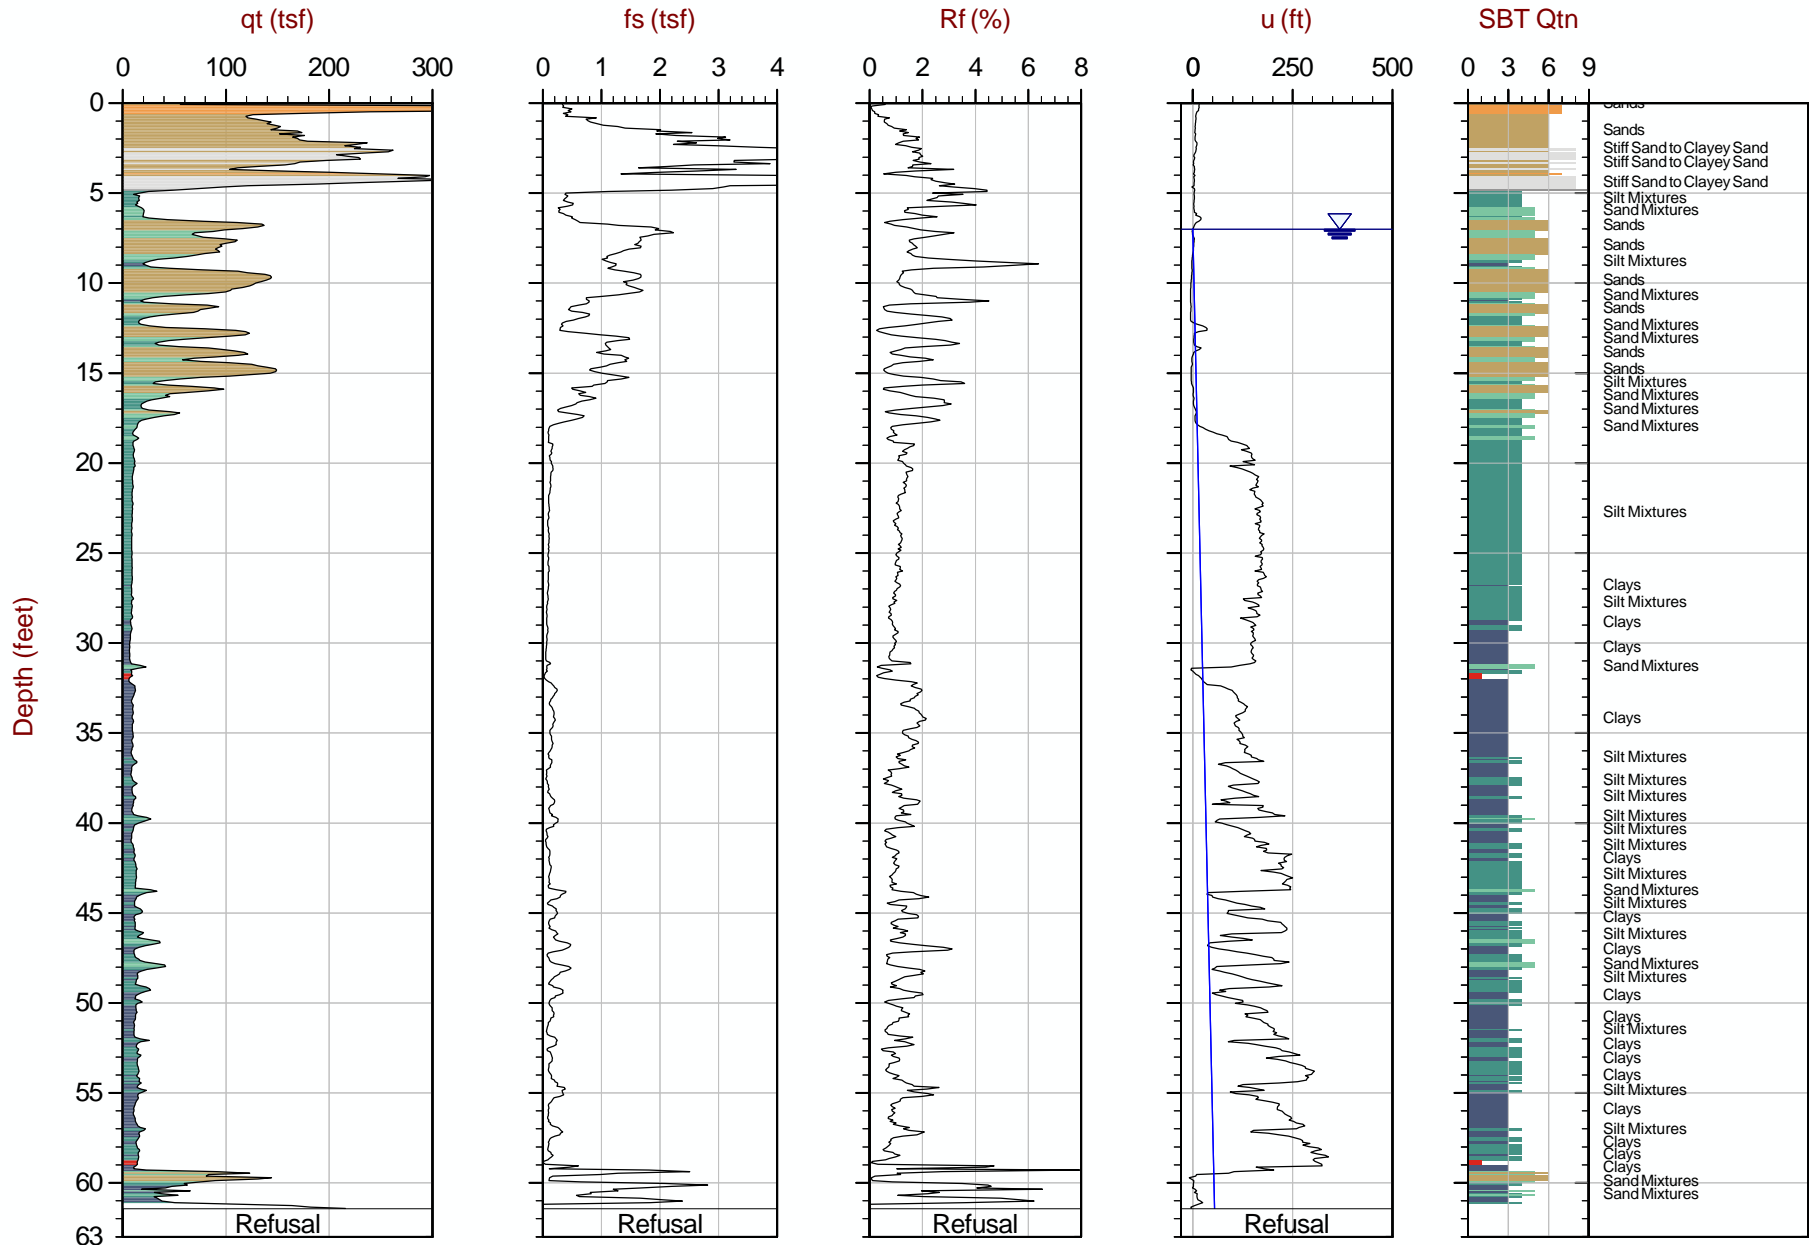 qt (tsf)
fs (tsf)
Rf (%)
u (ft)
SBT Qtn
0 100 200 300
0 1 2 3 4
0 2 4 6 8
0 250 500
0 3 6 9
Depth (feet)
0
5
10
15
20
25
30
35
40
45
50
55
60
63
Sands
Sands
Stiff Sand to Clayey Sand
Stiff Sand to Clayey Sand
Stiff Sand to Clayey Sand
Silt Mixtures
Sand Mixtures
Sands
Sands
Silt Mixtures
Sands
Sand Mixtures
Sands
Sand Mixtures
Sand Mixtures
Sands
Sands
Silt Mixtures
Sand Mixtures
Sand Mixtures
Sand Mixtures
Silt Mixtures
Clays
Silt Mixtures
Clays
Clays
Sand Mixtures
Clays
Silt Mixtures
Silt Mixtures
Silt Mixtures
Silt Mixtures
Silt Mixtures
Silt Mixtures
Clays
Silt Mixtures
Sand Mixtures
Silt Mixtures
Clays
Silt Mixtures
Clays
Sand Mixtures
Silt Mixtures
Clays
Clays
Silt Mixtures
Clays
Clays
Clays
Silt Mixtures
Clays
Silt Mixtures
Clays
Clays
Clays
Sand Mixtures
Sand Mixtures
Refusal
Refusal
Refusal
Refusal